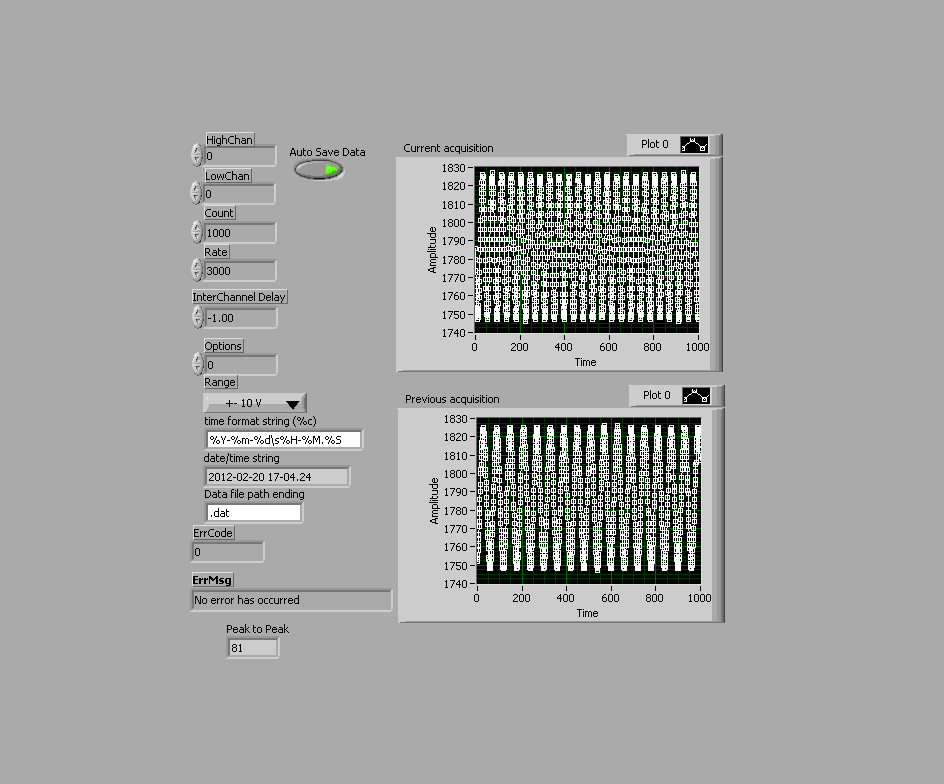 HighChan
0
LowChan
0
Count
1000
Rate
3000
InterChannel Delay
-1.00
Options
0
Range
+- 10 V
time format string (%c)
%Y-%m-%d\s%H-%M.%S
date/time string
2012-02-20 17-04.24
Data file path ending
.dat
ErrCode
0
ErrMsg
No error has occurred
Peak to Peak
81
Auto Save Data
Current acquisition
Plot 0
1830
1820
1810
1800
1790
1780
1770
1760
1750
1740
Amplitude
0 200 400 600 800 1000
Time
Previous acquisition
Plot 0
1830
1820
1810
1800
1790
1780
1770
1760
1750
1740
Amplitude
0 200 400 600 800 1000
Time